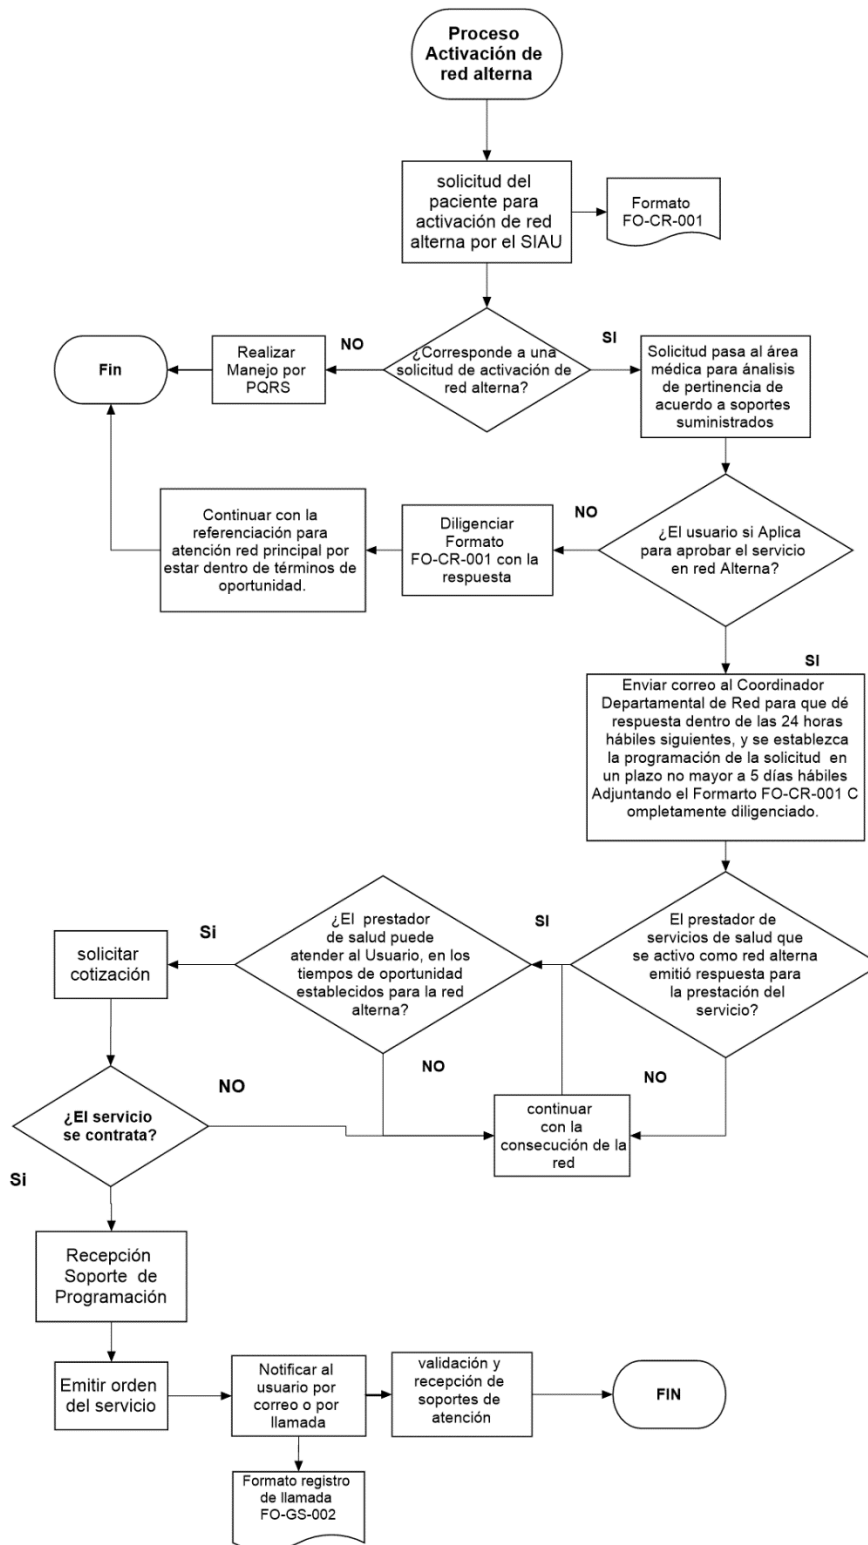 Proceso
Activación de
red alterna
solicitud del
paciente para
activación de red
alterna por el SIAU
Formato
FO-CR-001
¿Corresponde a una
solicitud de activación de
red alterna?
NO
SI
Realizar
Manejo por
PQRS
Fin
Solicitud pasa al área
médica para ánalisis
de pertinencia de
acuerdo a soportes
suministrados
¿El usuario si Aplica
para aprobar el servicio
en red Alterna?
NO
Diligenciar
Formato
FO-CR-001 con la
respuesta
Continuar con la
referenciación para
atención red principal por
estar dentro de términos de
oportunidad.
SI
Enviar correo al Coordinador
Departamental de Red para que dé
respuesta dentro de las 24 horas
hábiles siguientes, y se establezca
la programación de la solicitud en
un plazo no mayor a 5 días hábiles
Adjuntando el Formarto FO-CR-001 C
ompletamente diligenciado.
El prestador de
servicios de salud que
se activo como red alterna
emitió respuesta para
la prestación del
servicio?
SI
NO
¿El prestador
de salud puede
atender al Usuario, en los
tiempos de oportunidad
establecidos para la red
alterna?
Si
NO
solicitar
cotización
continuar
con la
consecución de la
red
¿El servicio
se contrata?
NO
Si
Recepción
Soporte de
Programación
Emitir orden
del servicio
Notificar al
usuario por
correo o por
llamada
validación y
recepción de
soportes de
atención
FIN
Formato registro
de llamada
FO-GS-002